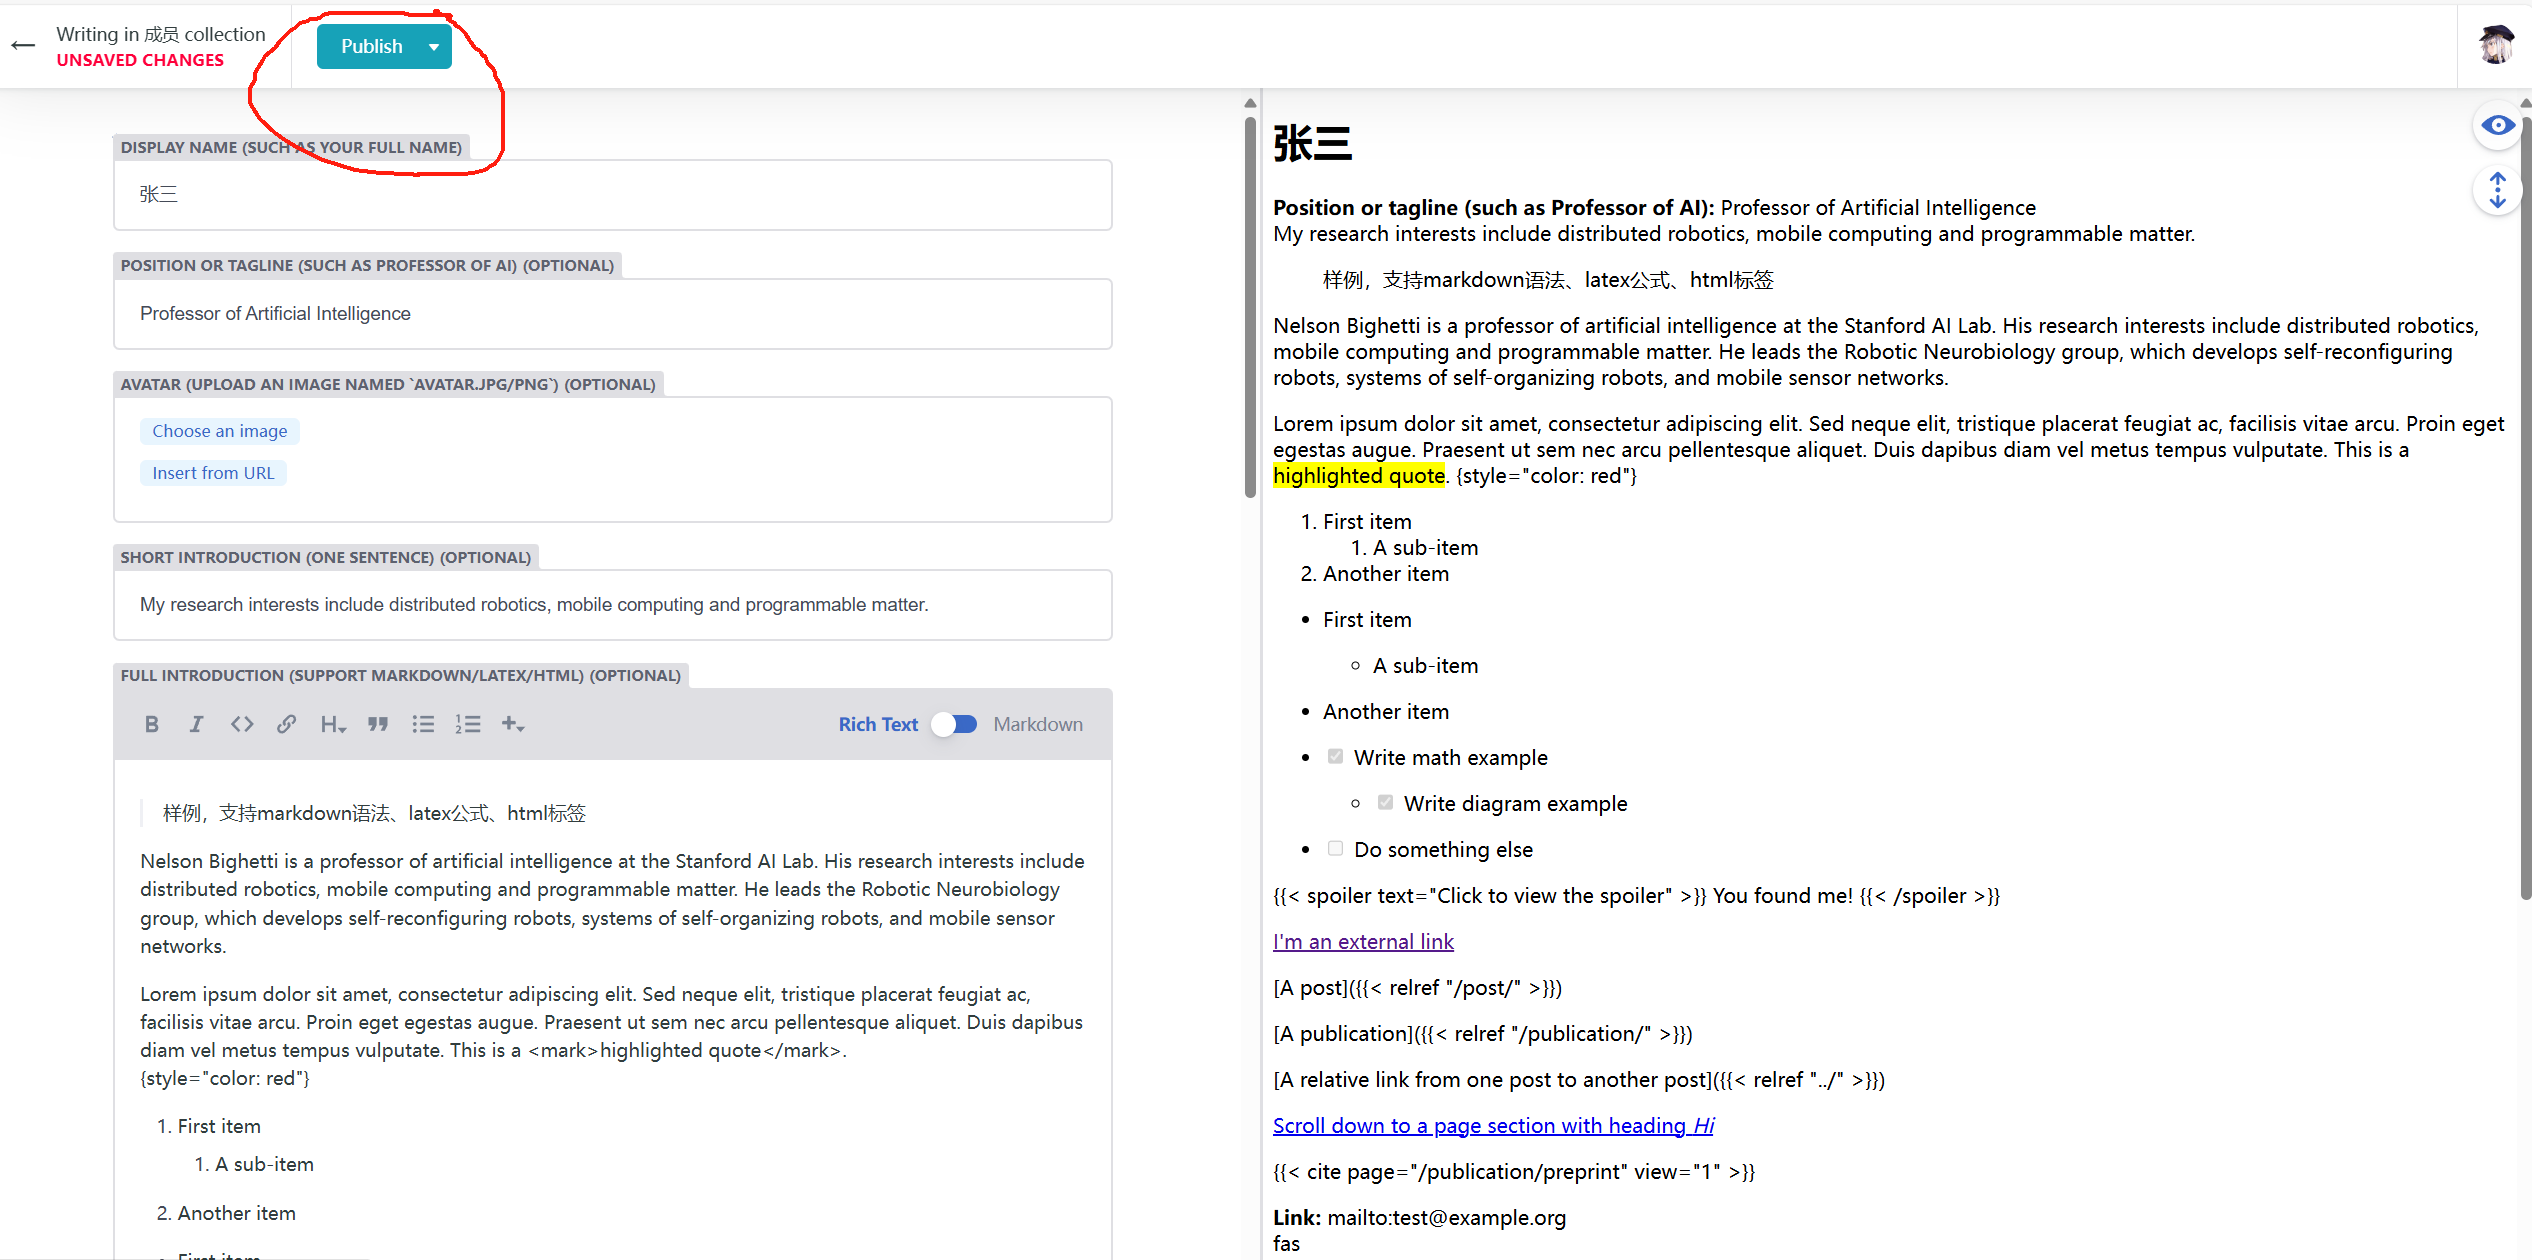 Writing in 成员 collection
UNSAVED CHANGES
Publish
DISPLAY NAME (SUCH AS YOUR FULL NAME)
张三
POSITION OR TAGLINE (SUCH AS PROFESSOR OF AI) (OPTIONAL)
Professor of Artificial Intelligence
AVATAR (UPLOAD AN IMAGE NAMED `AVATAR.JPG/PNG`) (OPTIONAL)
Choose an image
Insert from URL
SHORT INTRODUCTION (ONE SENTENCE) (OPTIONAL)
My research interests include distributed robotics, mobile computing and programmable matter.
FULL INTRODUCTION (SUPPORT MARKDOWN/LATEX/HTML) (OPTIONAL)
B I <> H Rich Text Markdown
样例，支持markdown语法、latex公式、html标签
Nelson Bighetti is a professor of artificial intelligence at the Stanford AI Lab. His research interests include
distributed robotics, mobile computing and programmable matter. He leads the Robotic Neurobiology
group, which develops self-reconfiguring robots, systems of self-organizing robots, and mobile sensor
networks.
Lorem ipsum dolor sit amet, consectetur adipiscing elit. Sed neque elit, tristique placerat feugiat ac,
facilisis vitae arcu. Proin eget egestas augue. Praesent ut sem nec arcu pellentesque aliquet. Duis dapibus
diam vel metus tempus vulputate. This is a <mark>highlighted quote</mark>.
{style="color: red"}
1. First item
1. A sub-item
2. Another item
• First item
张三
Position or tagline (such as Professor of AI): Professor of Artificial Intelligence
My research interests include distributed robotics, mobile computing and programmable matter.
样例，支持markdown语法、latex公式、html标签
Nelson Bighetti is a professor of artificial intelligence at the Stanford AI Lab. His research interests include distributed robotics,
mobile computing and programmable matter. He leads the Robotic Neurobiology group, which develops self-reconfiguring
robots, systems of self-organizing robots, and mobile sensor networks.
Lorem ipsum dolor sit amet, consectetur adipiscing elit. Sed neque elit, tristique placerat feugiat ac, facilisis vitae arcu. Proin eget
egestas augue. Praesent ut sem nec arcu pellentesque aliquet. Duis dapibus diam vel metus tempus vulputate. This is a
highlighted quote. {style="color: red"}
1. First item
1. A sub-item
2. Another item
• First item
◦ A sub-item
• Another item
• Write math example
◦ Write diagram example
• Do something else
{{< spoiler text="Click to view the spoiler" >}} You found me! {{< /spoiler >}}
I'm an external link
[A post]({{< relref "/post/" >}})
[A publication]({{< relref "/publication/" >}})
[A relative link from one post to another post]({{< relref "../" >}})
Scroll down to a page section with heading Hi
{{< cite page="/publication/preprint" view="1" >}}
Link: mailto:test@example.org
fas